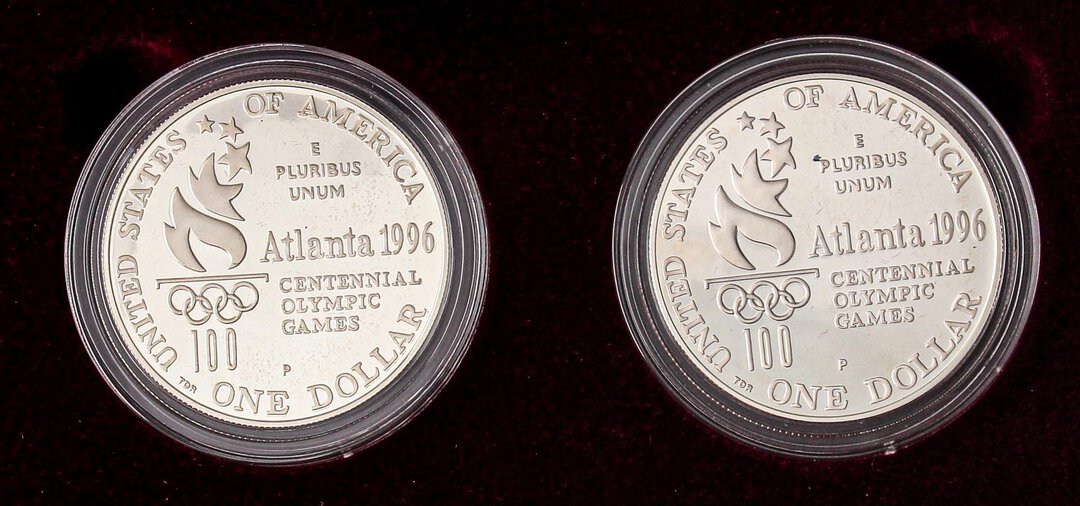 UNITED STATES OF AMERICA
E
PLURIBUS
UNUM
Atlanta 1996
CENTENNIAL
OLYMPIC
GAMES
100
P
TDR
ONE DOLLAR
UNITED STATES OF AMERICA
E
PLURIBUS
UNUM
Atlanta 1996
CENTENNIAL
OLYMPIC
GAMES
100
P
TDR
ONE DOLLAR